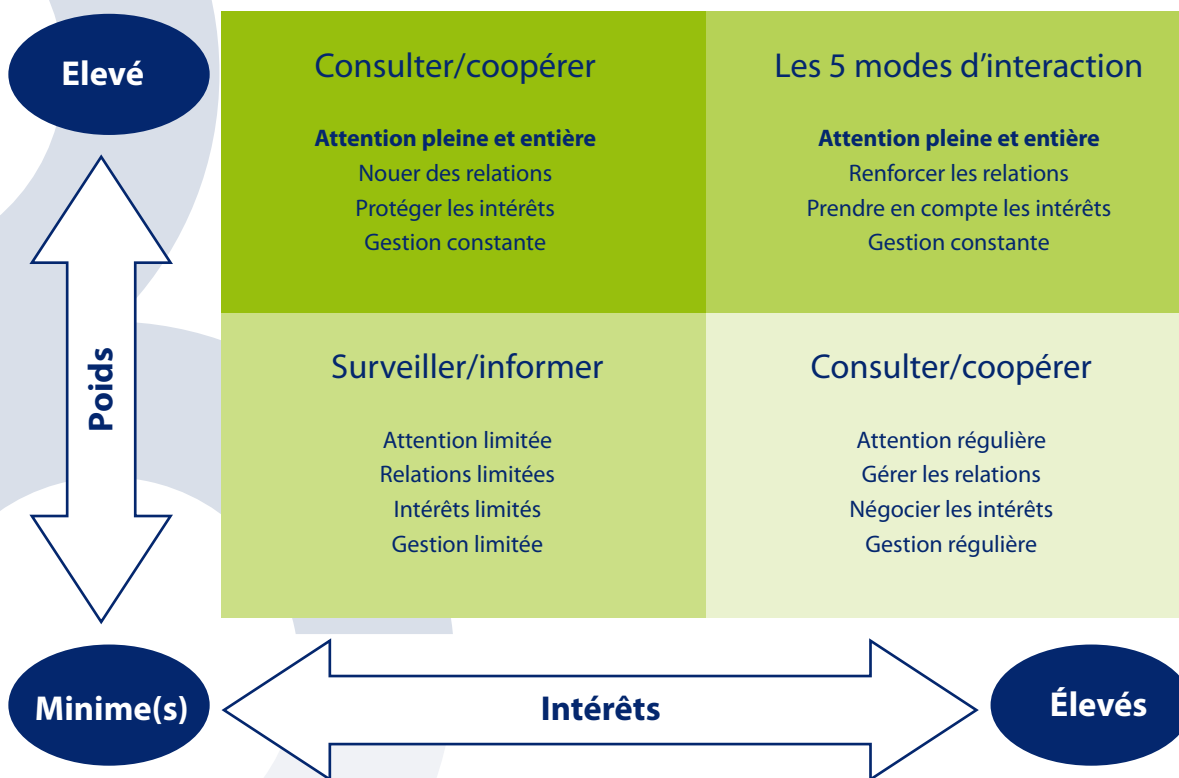 Elevé
Consulter/coopérer
Attention pleine et entière
Nouer des relations
Protéger les intérêts
Gestion constante
Les 5 modes d’interaction
Attention pleine et entière
Renforcer les relations
Prendre en compte les intérêts
Gestion constante
Poids
Surveiller/informer
Attention limitée
Relations limitées
Intérêts limités
Gestion limitée
Consulter/coopérer
Attention régulière
Gérer les relations
Négocier les intérêts
Gestion régulière
Minime(s)
Intérêts
Élevés